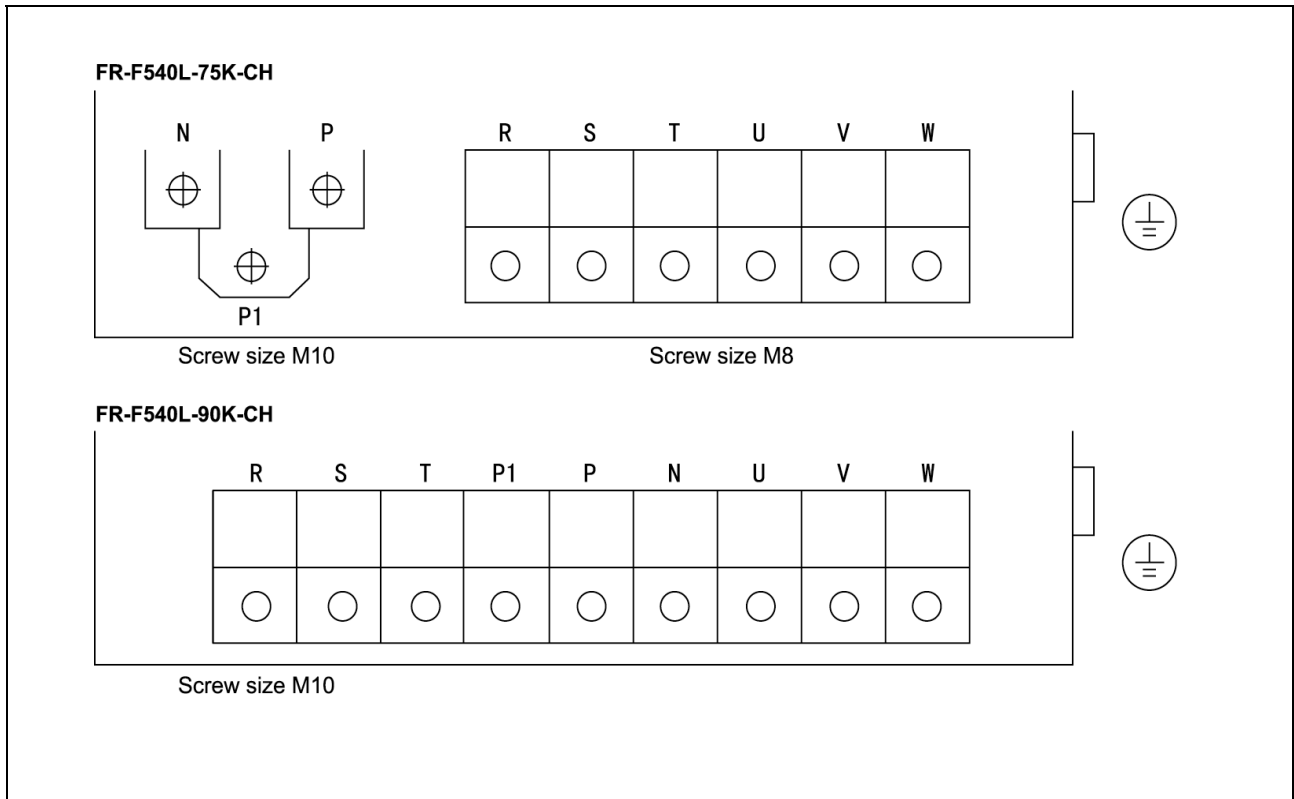 FR-F540L-75K-CH
N P R S T U V W
P1
Screw size M10 Screw size M8
FR-F540L-90K-CH
R S T P1 P N U V W
Screw size M10